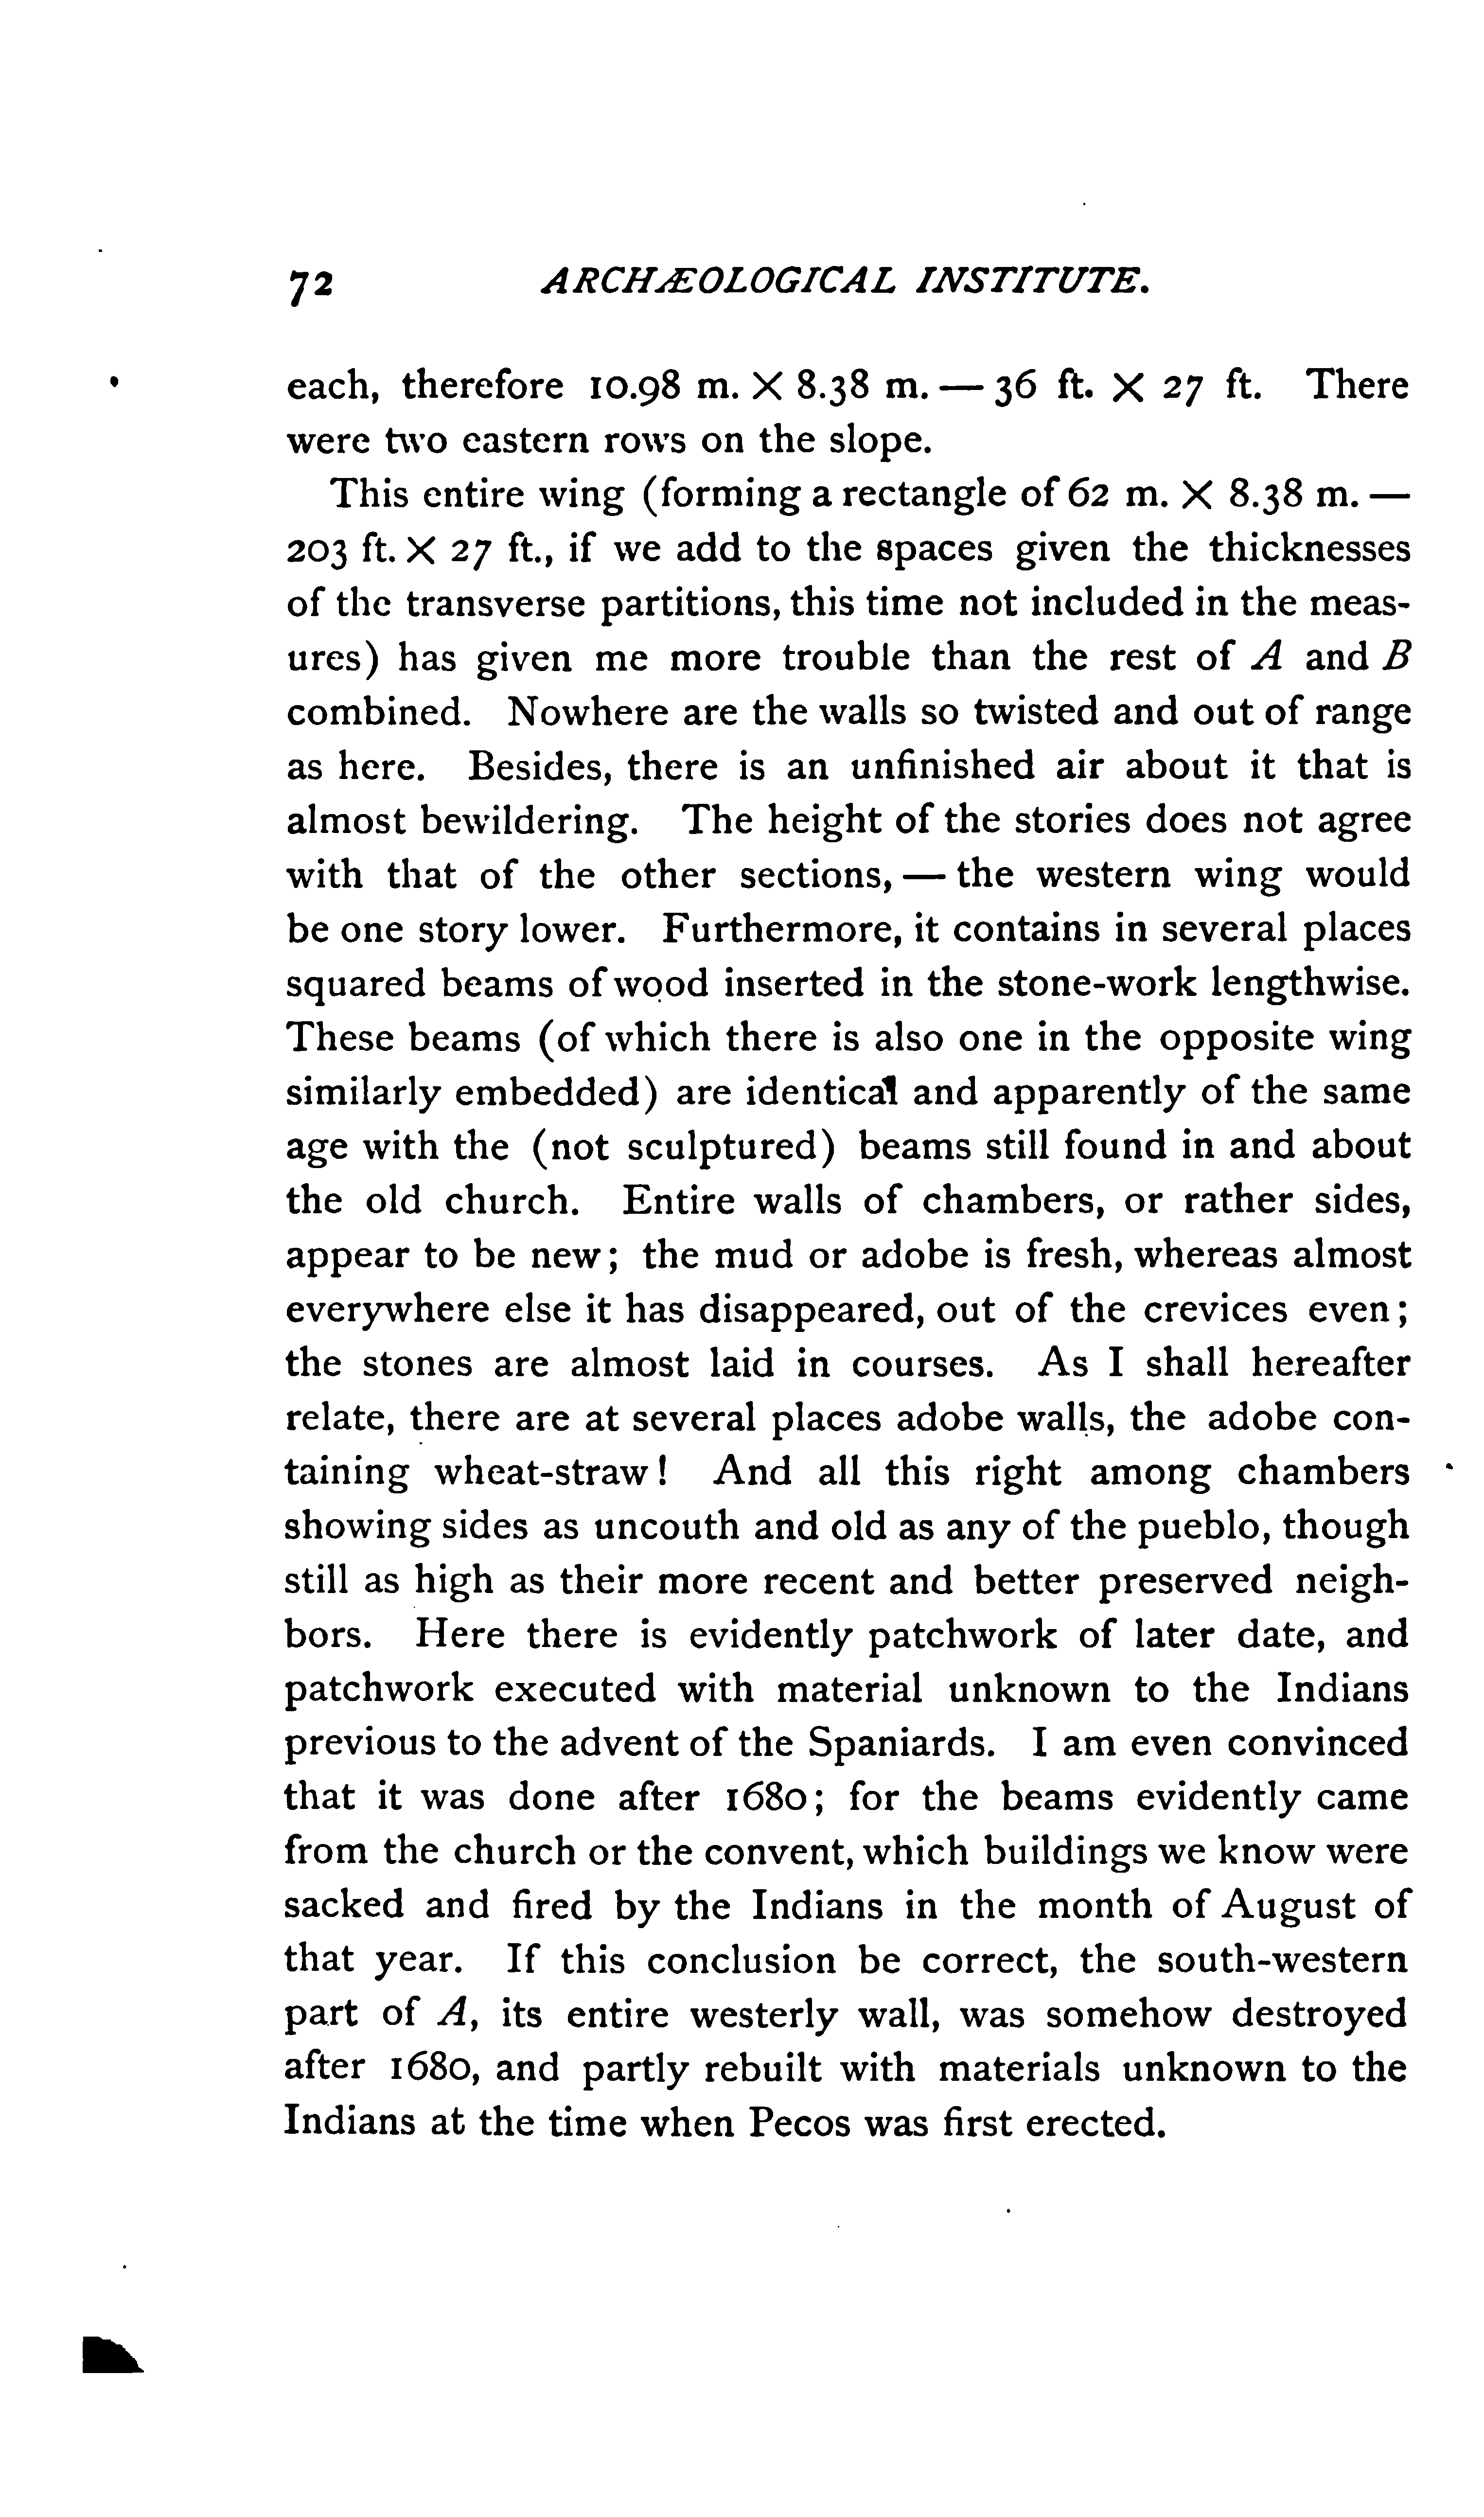 72 ARCHÆOLOGICAL INSTITUTE.
each, therefore 10.98 m. × 8.38 m. — 36 ft. × 27 ft. There
were two eastern rows on the slope.
This entire wing (forming a rectangle of 62 m. × 8.38 m. —
203 ft. × 27 ft., if we add to the spaces given the thicknesses
of the transverse partitions, this time not included in the meas-
ures) has given me more trouble than the rest of A and B
combined. Nowhere are the walls so twisted and out of range
as here. Besides, there is an unfinished air about it that is
almost bewildering. The height of the stories does not agree
with that of the other sections, — the western wing would
be one story lower. Furthermore, it contains in several places
squared beams of wood inserted in the stone-work lengthwise.
These beams (of which there is also one in the opposite wing
similarly embedded) are identical and apparently of the same
age with the (not sculptured) beams still found in and about
the old church. Entire walls of chambers, or rather sides,
appear to be new; the mud or adobe is fresh, whereas almost
everywhere else it has disappeared, out of the crevices even;
the stones are almost laid in courses. As I shall hereafter
relate, there are at several places adobe walls, the adobe con-
taining wheat-straw! And all this right among chambers
showing sides as uncouth and old as any of the pueblo, though
still as high as their more recent and better preserved neigh-
bors. Here there is evidently patchwork of later date, and
patchwork executed with material unknown to the Indians
previous to the advent of the Spaniards. I am even convinced
that it was done after 1680; for the beams evidently came
from the church or the convent, which buildings we know were
sacked and fired by the Indians in the month of August of
that year. If this conclusion be correct, the south-western
part of A, its entire westerly wall, was somehow destroyed
after 1680, and partly rebuilt with materials unknown to the
Indians at the time when Pecos was first erected.